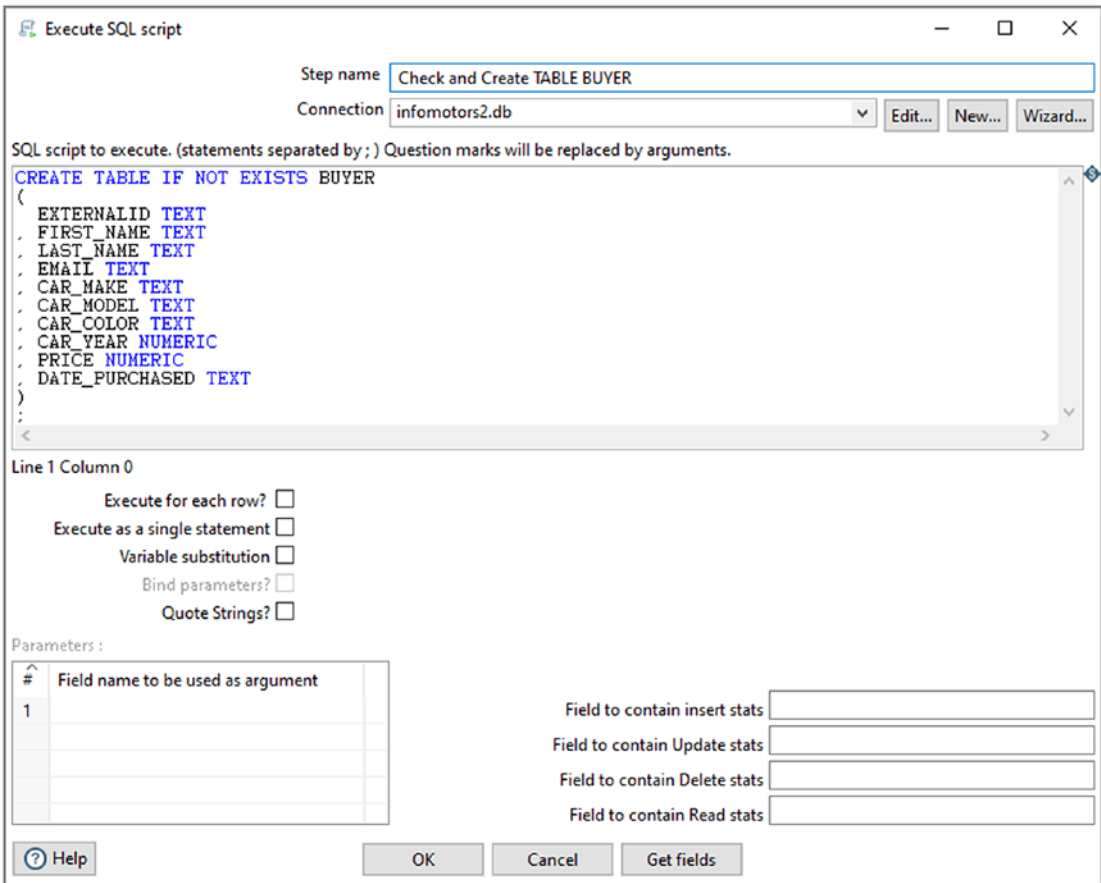 Execute SQL script
Step name Check and Create TABLE BUYER
Connection infomotors2.db Edit... New... Wizard...
SQL script to execute. (statements separated by ; ) Question marks will be replaced by arguments.
CREATE TABLE IF NOT EXISTS BUYER
(
EXTERNALID TEXT
, FIRST_NAME TEXT
, LAST_NAME TEXT
, EMAIL TEXT
, CAR_MAKE TEXT
, CAR_MODEL TEXT
, CAR_COLOR TEXT
, CAR_YEAR NUMERIC
, PRICE NUMERIC
, DATE_PURCHASED TEXT
)
;
Line 1 Column 0
Execute for each row?
Execute as a single statement
Variable substitution
Bind parameters?
Quote Strings?
Parameters :
# Field name to be used as argument
1
Field to contain insert stats
Field to contain Update stats
Field to contain Delete stats
Field to contain Read stats
Help OK Cancel Get fields